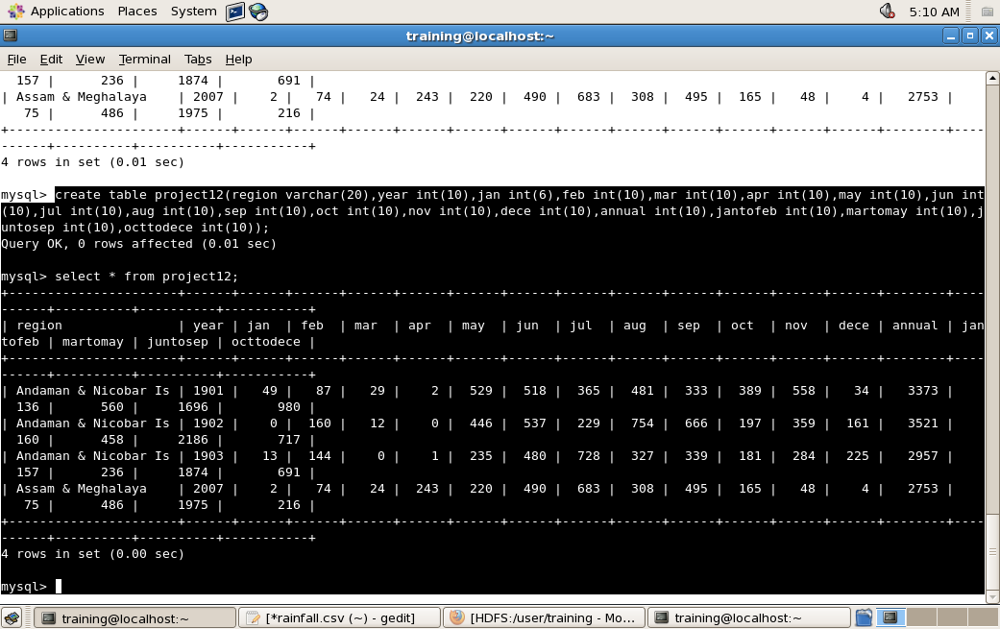 Applications Places System 5:10 AM
training@localhost:~
File Edit View Terminal Tabs Help
  157 |      236 |     1874 |       691 |
| Assam & Meghalaya    | 2007 |    2 |   74 |   24 |  243 |  220 |  490 |  683 |  308 |  495 |  165 |   48 |    4 |   2753 |
   75 |      486 |     1975 |       216 |
+----------------------+------+------+------+------+------+------+------+------+------+------+------+------+------+--------+----
------+----------+----------+-----------+
4 rows in set (0.01 sec)
mysql> create table project12(region varchar(20),year int(10),jan int(6),feb int(10),mar int(10),apr int(10),may int(10),jun int
(10),jul int(10),aug int(10),sep int(10),oct int(10),nov int(10),dece int(10),annual int(10),jantofeb int(10),martomay int(10),j
untosep int(10),octtodece int(10));
Query OK, 0 rows affected (0.01 sec)
mysql> select * from project12;
+----------------------+------+------+------+------+------+------+------+------+------+------+------+------+------+--------+----
------+----------+----------+-----------+
| region               | year | jan  | feb  | mar  | apr  | may  | jun  | jul  | aug  | sep  | oct  | nov  | dece | annual | jan
tofeb | martomay | juntosep | octtodece |
+----------------------+------+------+------+------+------+------+------+------+------+------+------+------+------+--------+----
------+----------+----------+-----------+
| Andaman & Nicobar Is | 1901 |   49 |   87 |   29 |    2 |  529 |  518 |  365 |  481 |  333 |  389 |  558 |   34 |   3373 |
  136 |      560 |     1696 |       980 |
| Andaman & Nicobar Is | 1902 |    0 |  160 |   12 |    0 |  446 |  537 |  229 |  754 |  666 |  197 |  359 |  161 |   3521 |
  160 |      458 |     2186 |       717 |
| Andaman & Nicobar Is | 1903 |   13 |  144 |    0 |    1 |  235 |  480 |  728 |  327 |  339 |  181 |  284 |  225 |   2957 |
  157 |      236 |     1874 |       691 |
| Assam & Meghalaya    | 2007 |    2 |   74 |   24 |  243 |  220 |  490 |  683 |  308 |  495 |  165 |   48 |    4 |   2753 |
   75 |      486 |     1975 |       216 |
+----------------------+------+------+------+------+------+------+------+------+------+------+------+------+------+--------+----
------+----------+----------+-----------+
4 rows in set (0.00 sec)
mysql>
training@localhost:~ [*rainfall.csv (~) - gedit] [HDFS:/user/training - Mo... training@localhost:~